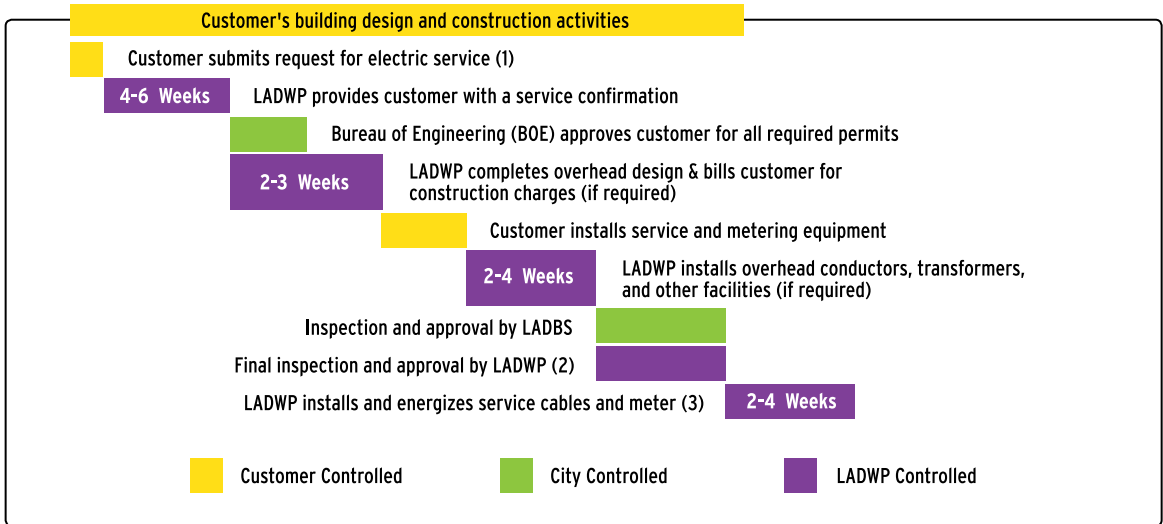 Customer's building design and construction activities
Customer submits request for electric service (1)
4-6 Weeks
LADWP provides customer with a service confirmation
Bureau of Engineering (BOE) approves customer for all required permits
2-3 Weeks
LADWP completes overhead design & bills customer for
construction charges (if required)
Customer installs service and metering equipment
2-4 Weeks
LADWP installs overhead conductors, transformers,
and other facilities (if required)
Inspection and approval by LADBS
Final inspection and approval by LADWP (2)
LADWP installs and energizes service cables and meter (3)
2-4 Weeks
Customer Controlled
City Controlled
LADWP Controlled